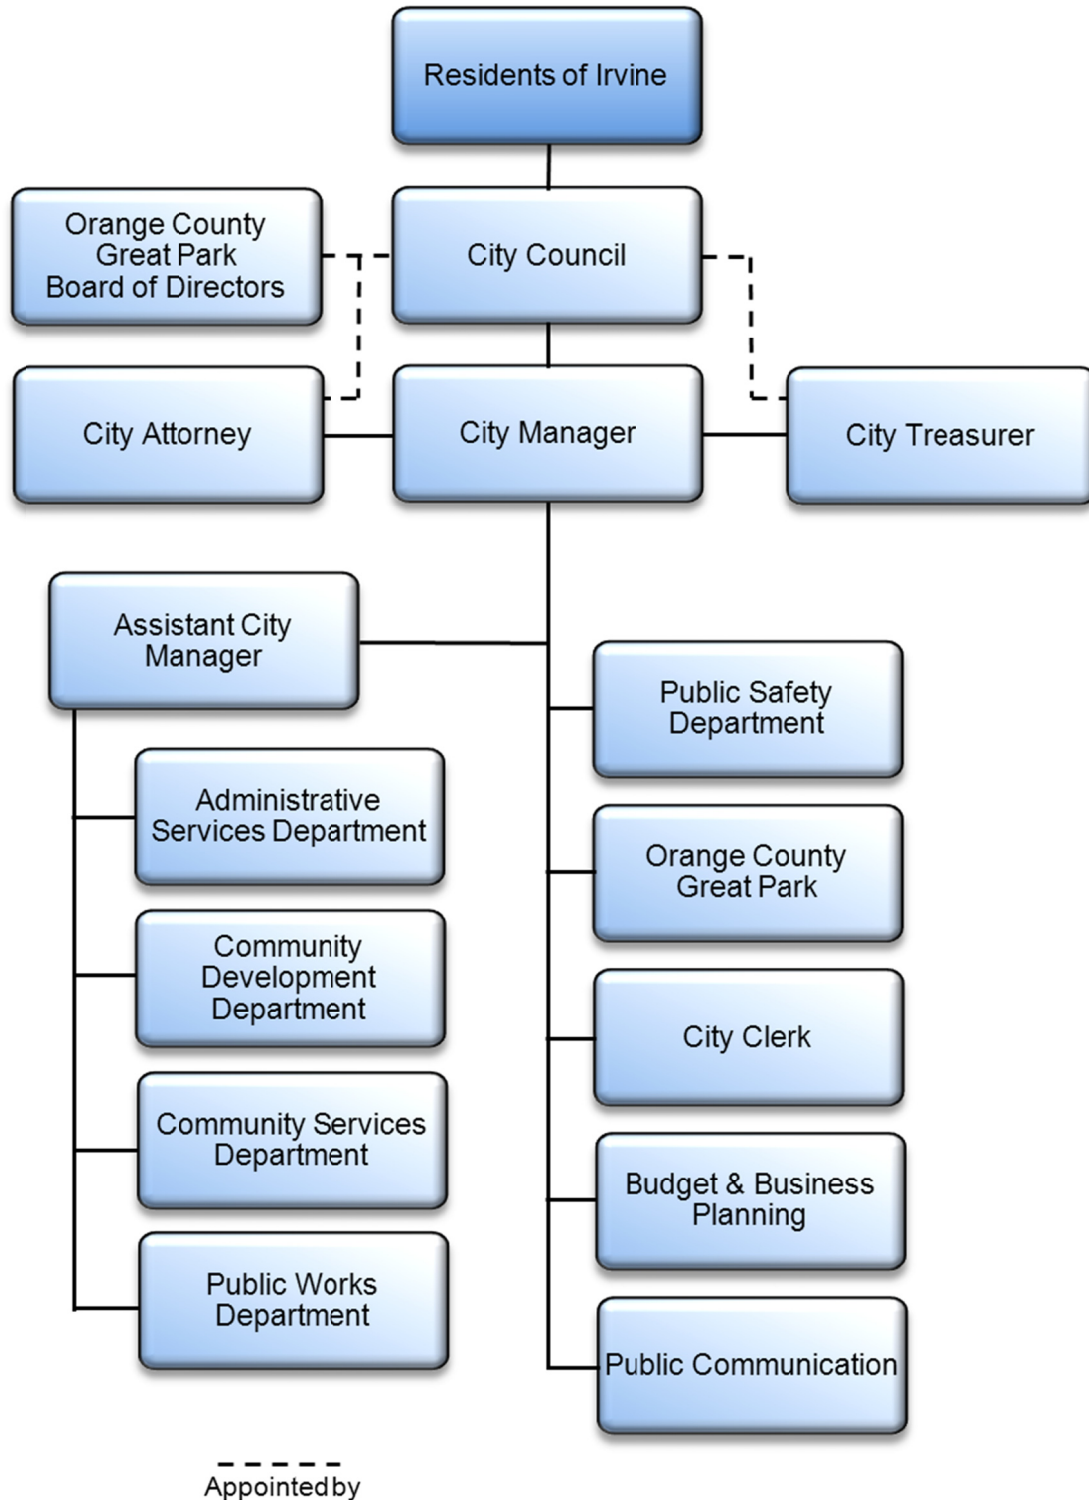 Residents of Irvine
Orange County
Great Park
Board of Directors
City Council
City Attorney
City Manager
City Treasurer
Assistant City
Manager
Administrative
Services Department
Community
Development
Department
Community Services
Department
Public Works
Department
Public Safety
Department
Orange County
Great Park
City Clerk
Budget & Business
Planning
Public Communication
Appointed by